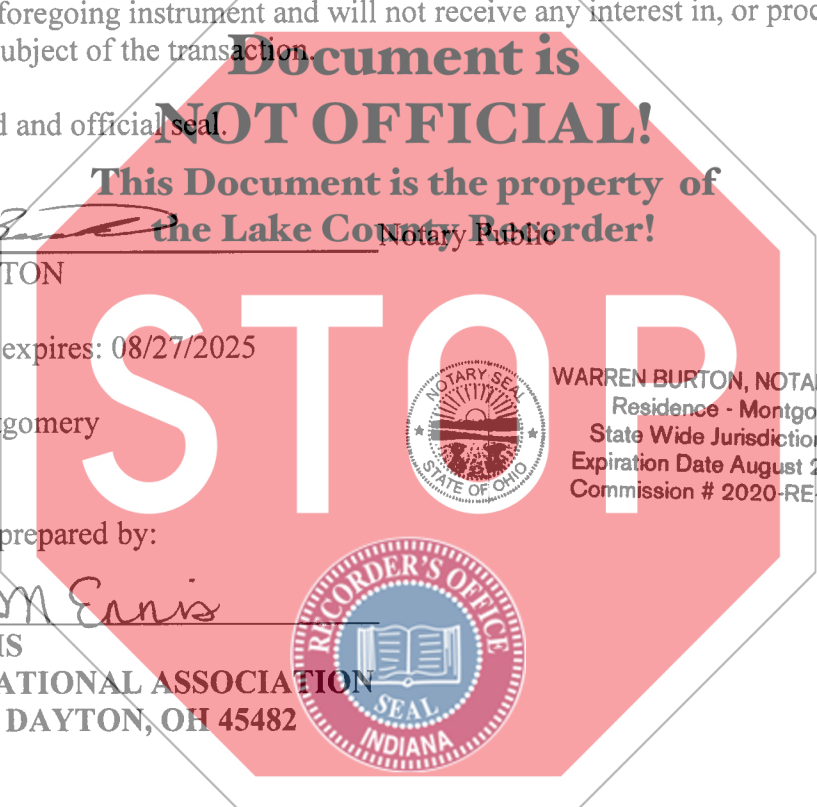 foregoing instrument and will not receive any interest in, or proc
ubject of the transaction.
Document is
NOT OFFICIAL!
d and official seal.
This Document is the property of
the Lake County Recorder!
Notary Public
TON
STOP
expires: 08/27/2025
gomery
NOTARY SEAL
STATE OF OHIO
WARREN BURTON, NOTA
Residence - Montgo
State Wide Jurisdiction
Expiration Date August 2
Commission # 2020-RE-
prepared by:
M Ennis
IS
ATIONAL ASSOCIATION
DAYTON, OH 45482
RECORDER'S OFFICE
SEAL
INDIANA